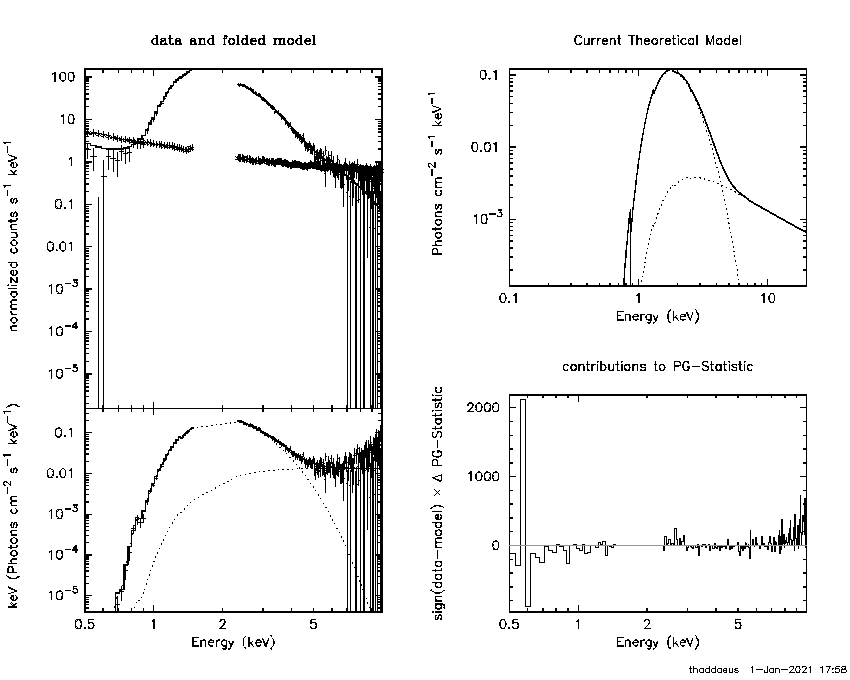 data and folded model
normalized counts s⁻¹ keV⁻¹
100
10
1
0.1
0.01
10⁻³
10⁻⁴
10⁻⁵
keV (Photons cm⁻² s⁻¹ keV⁻¹)
0.1
0.01
10⁻³
10⁻⁴
10⁻⁵
0.5 1 2 5
Energy (keV)
Current Theoretical Model
Photons cm⁻² s⁻¹ keV⁻¹
0.1
0.01
10⁻³
0.1 1 10
Energy (keV)
contributions to PG-Statistic
sign(data-model) × Δ PG-Statistic
2000
1000
0
0.5 1 2 5
Energy (keV)
thaddaeus 1-Jan-2021 17:58